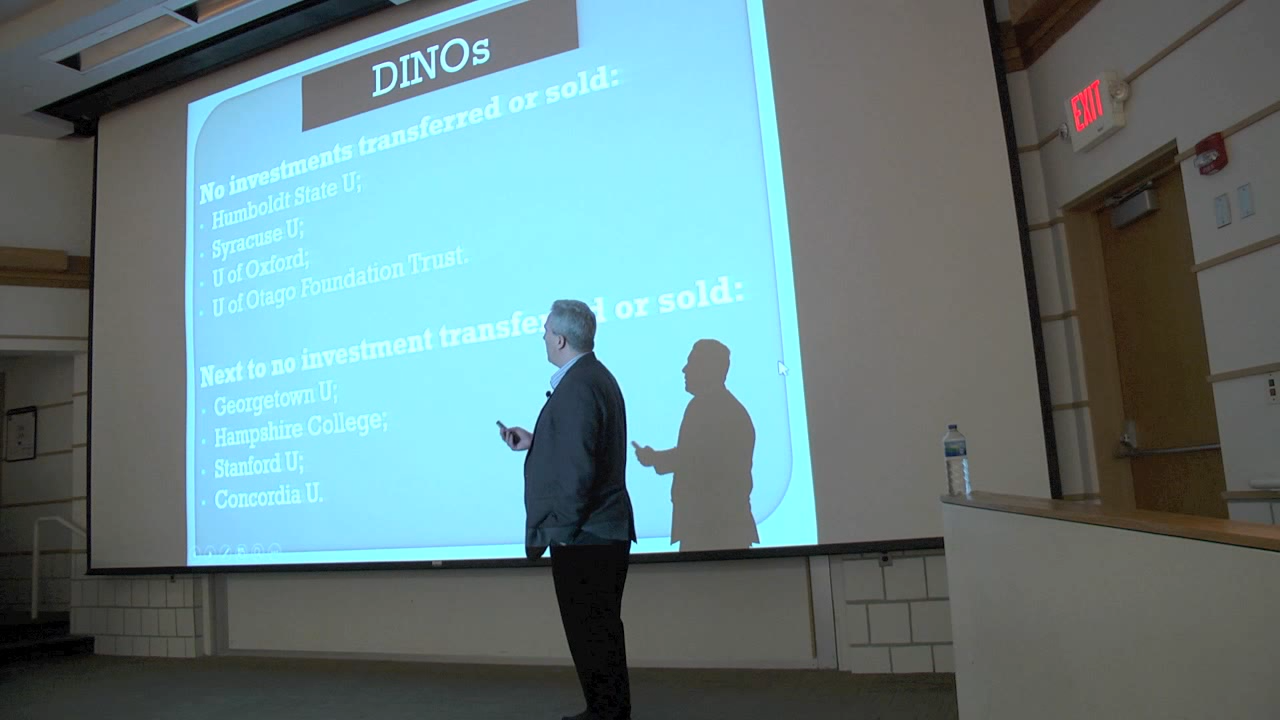 DINOs
No investments transferred or sold:
· Humboldt State U;
· Syracuse U;
· U of Oxford;
· U of Otago Foundation Trust.
Next to no investment transferred or sold:
· Georgetown U;
· Hampshire College;
· Stanford U;
· Concordia U.
EXIT